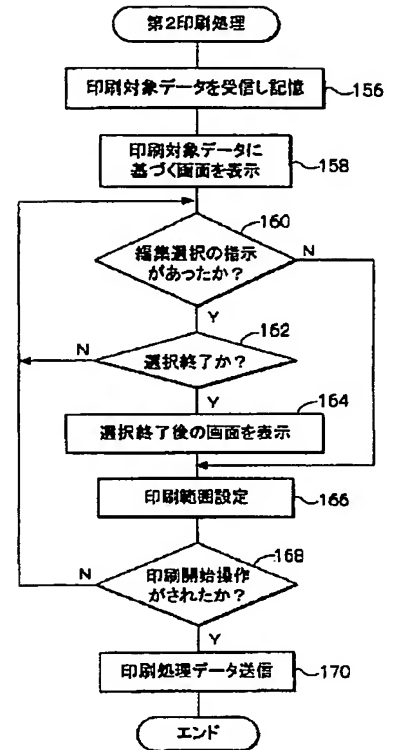 第2印刷処理
印刷対象データを受信し記憶
156
印刷対象データに
基づく画面を表示
158
160
編集選択の指示
があったか？
N
Y
162
選択終了か？
N
Y
164
選択終了後の画面を表示
印刷範囲設定
166
168
印刷開始操作
がされたか？
N
Y
印刷処理データ送信
170
エンド